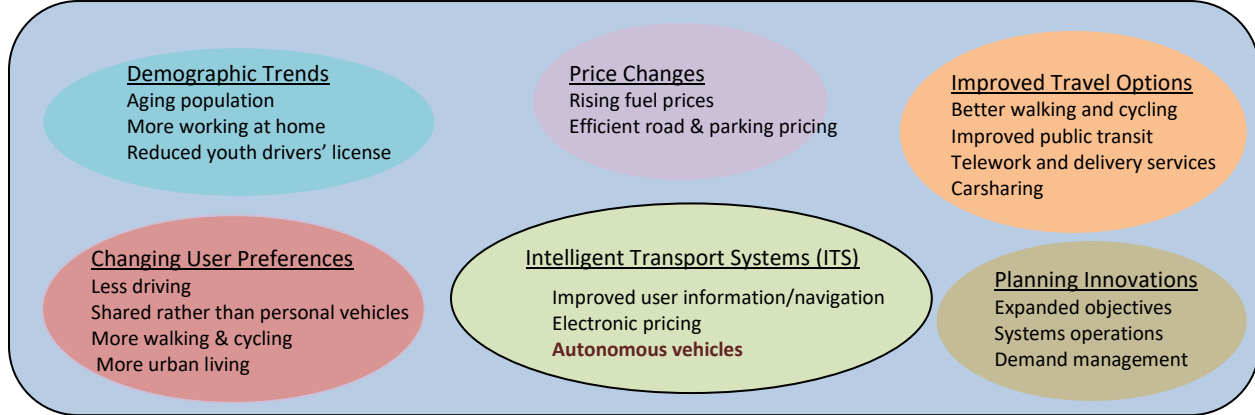 Demographic Trends
Aging population
More working at home
Reduced youth drivers’ license
Price Changes
Rising fuel prices
Efficient road & parking pricing
Improved Travel Options
Better walking and cycling
Improved public transit
Telework and delivery services
Carsharing
Changing User Preferences
Less driving
Shared rather than personal vehicles
More walking & cycling
More urban living
Intelligent Transport Systems (ITS)
Improved user information/navigation
Electronic pricing
Autonomous vehicles
Planning Innovations
Expanded objectives
Systems operations
Demand management